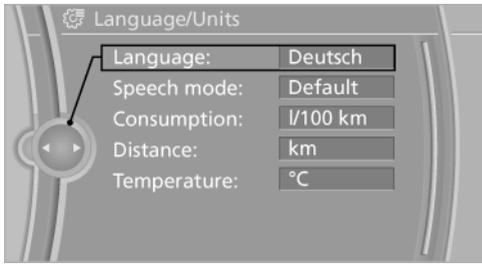 Language/Units
Language: Deutsch
Speech mode: Default
Consumption: l/100 km
Distance: km
Temperature: °C